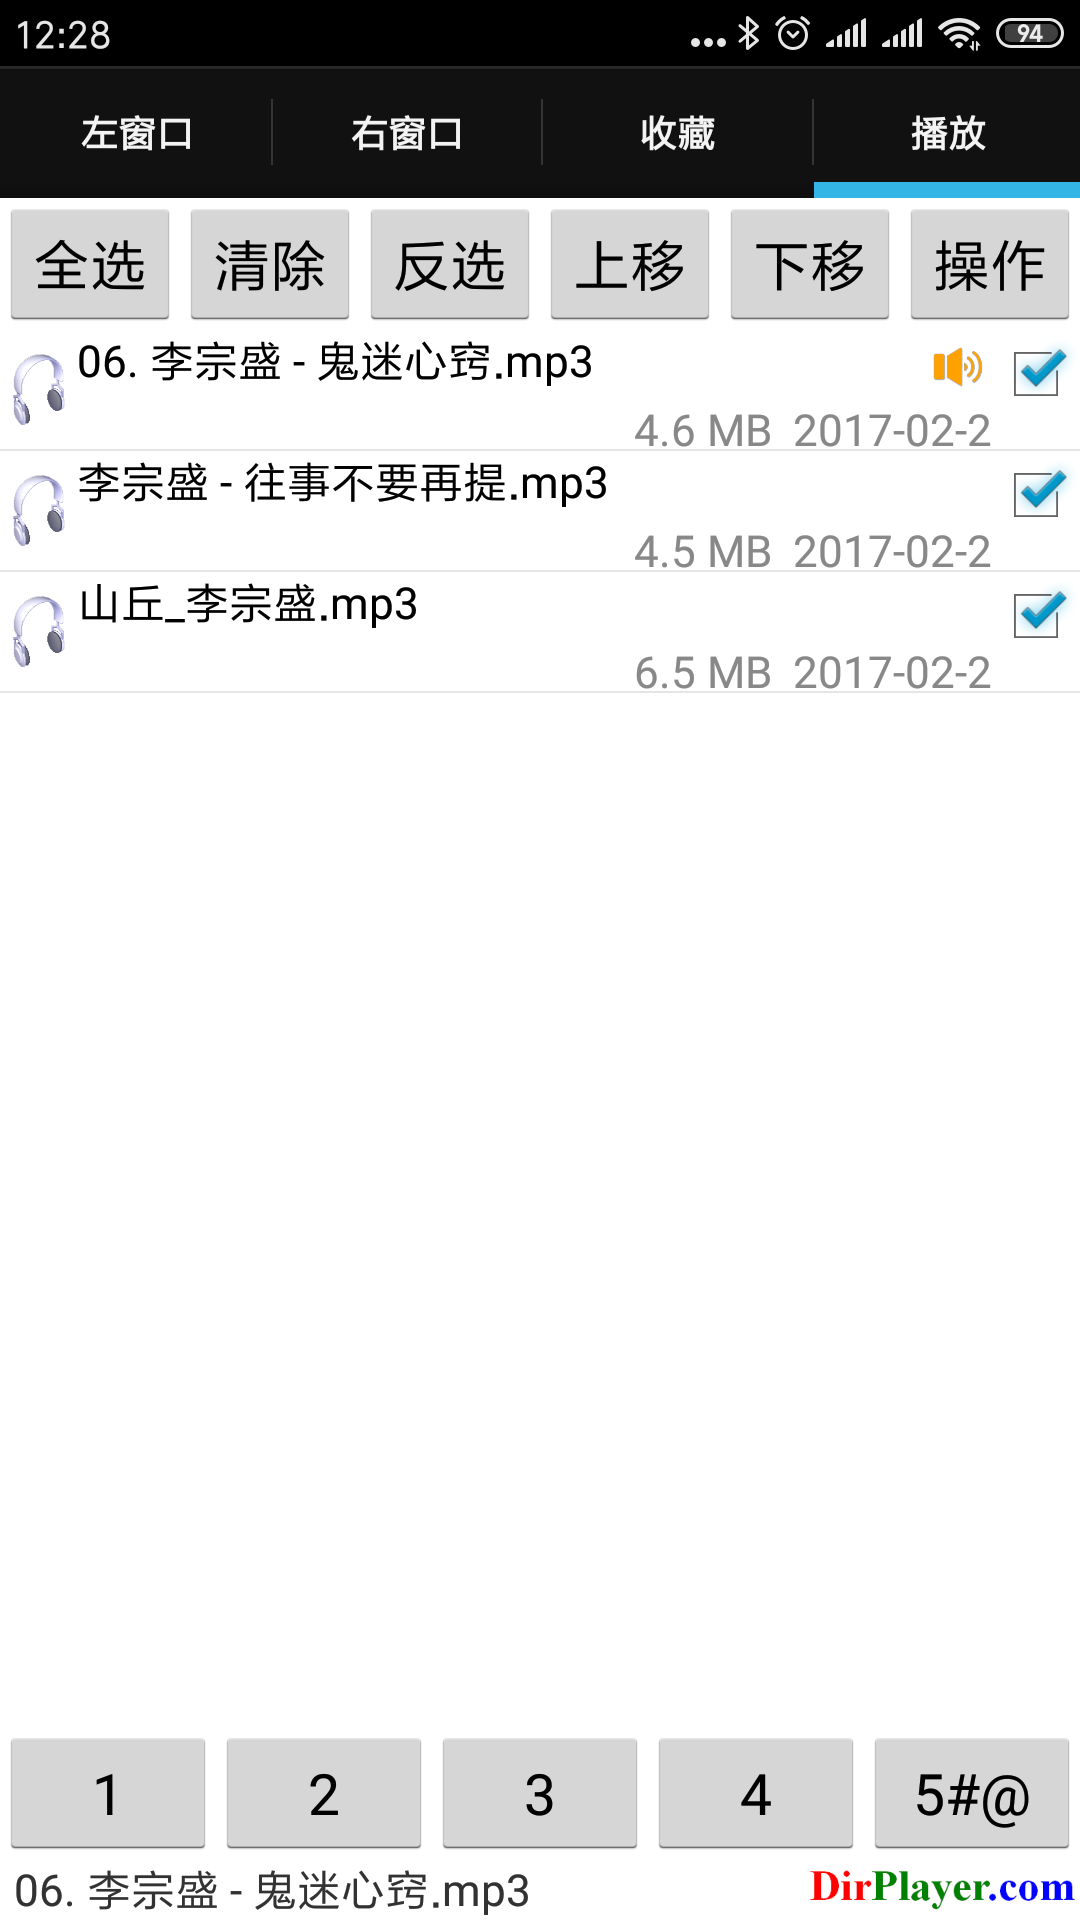 12:28 94
左窗口 右窗口 收藏 播放
全选 清除 反选 上移 下移 操作
06. 李宗盛 - 鬼迷心窍.mp3
4.6 MB 2017-02-2
李宗盛 - 往事不要再提.mp3
4.5 MB 2017-02-2
山丘_李宗盛.mp3
6.5 MB 2017-02-2
1 2 3 4 5#@
06. 李宗盛 - 鬼迷心窍.mp3 DirPlayer.com